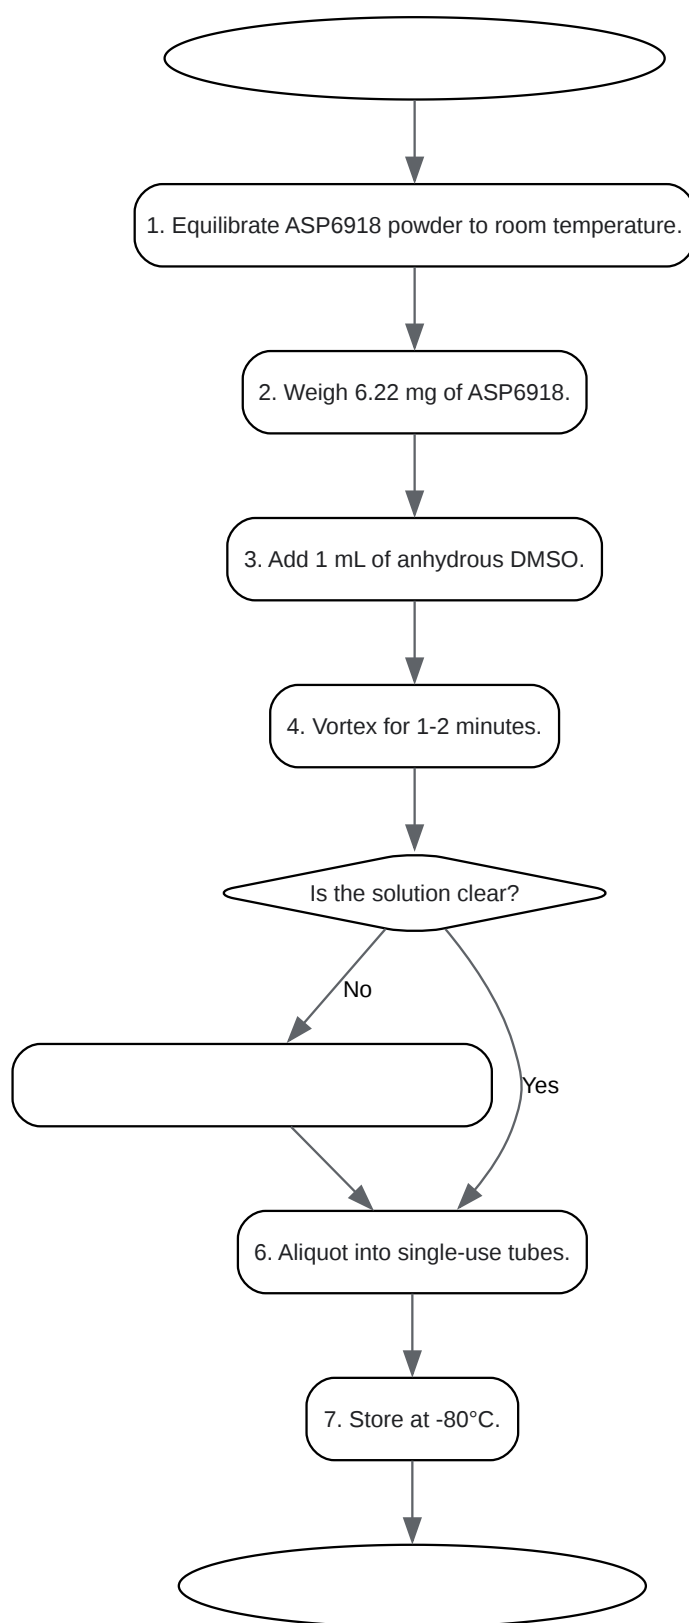 1. Equilibrate ASP6918 powder to room temperature.
2. Weigh 6.22 mg of ASP6918.
3. Add 1 mL of anhydrous DMSO.
4. Vortex for 1-2 minutes.
Is the solution clear?
No
Yes
6. Aliquot into single-use tubes.
7. Store at -80°C.